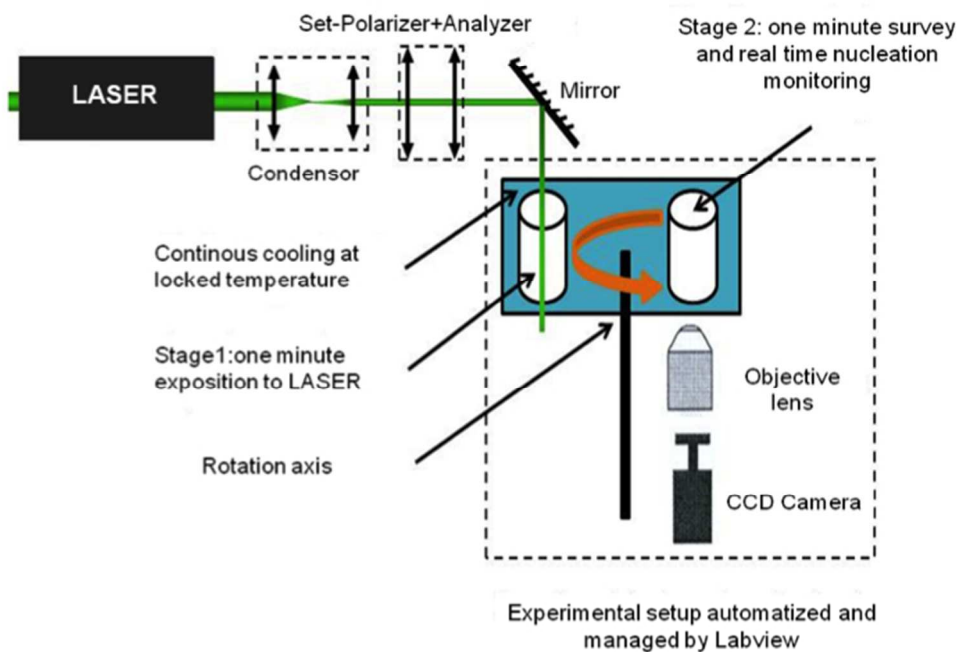 Set-Polarizer+Analyzer
Stage 2: one minute survey
and real time nucleation
monitoring
LASER
Mirror
Condensor
Continous cooling at
locked temperature
Stage1:one minute
exposition to LASER
Objective
lens
Rotation axis
CCD Camera
Experimental setup automatized and
managed by Labview